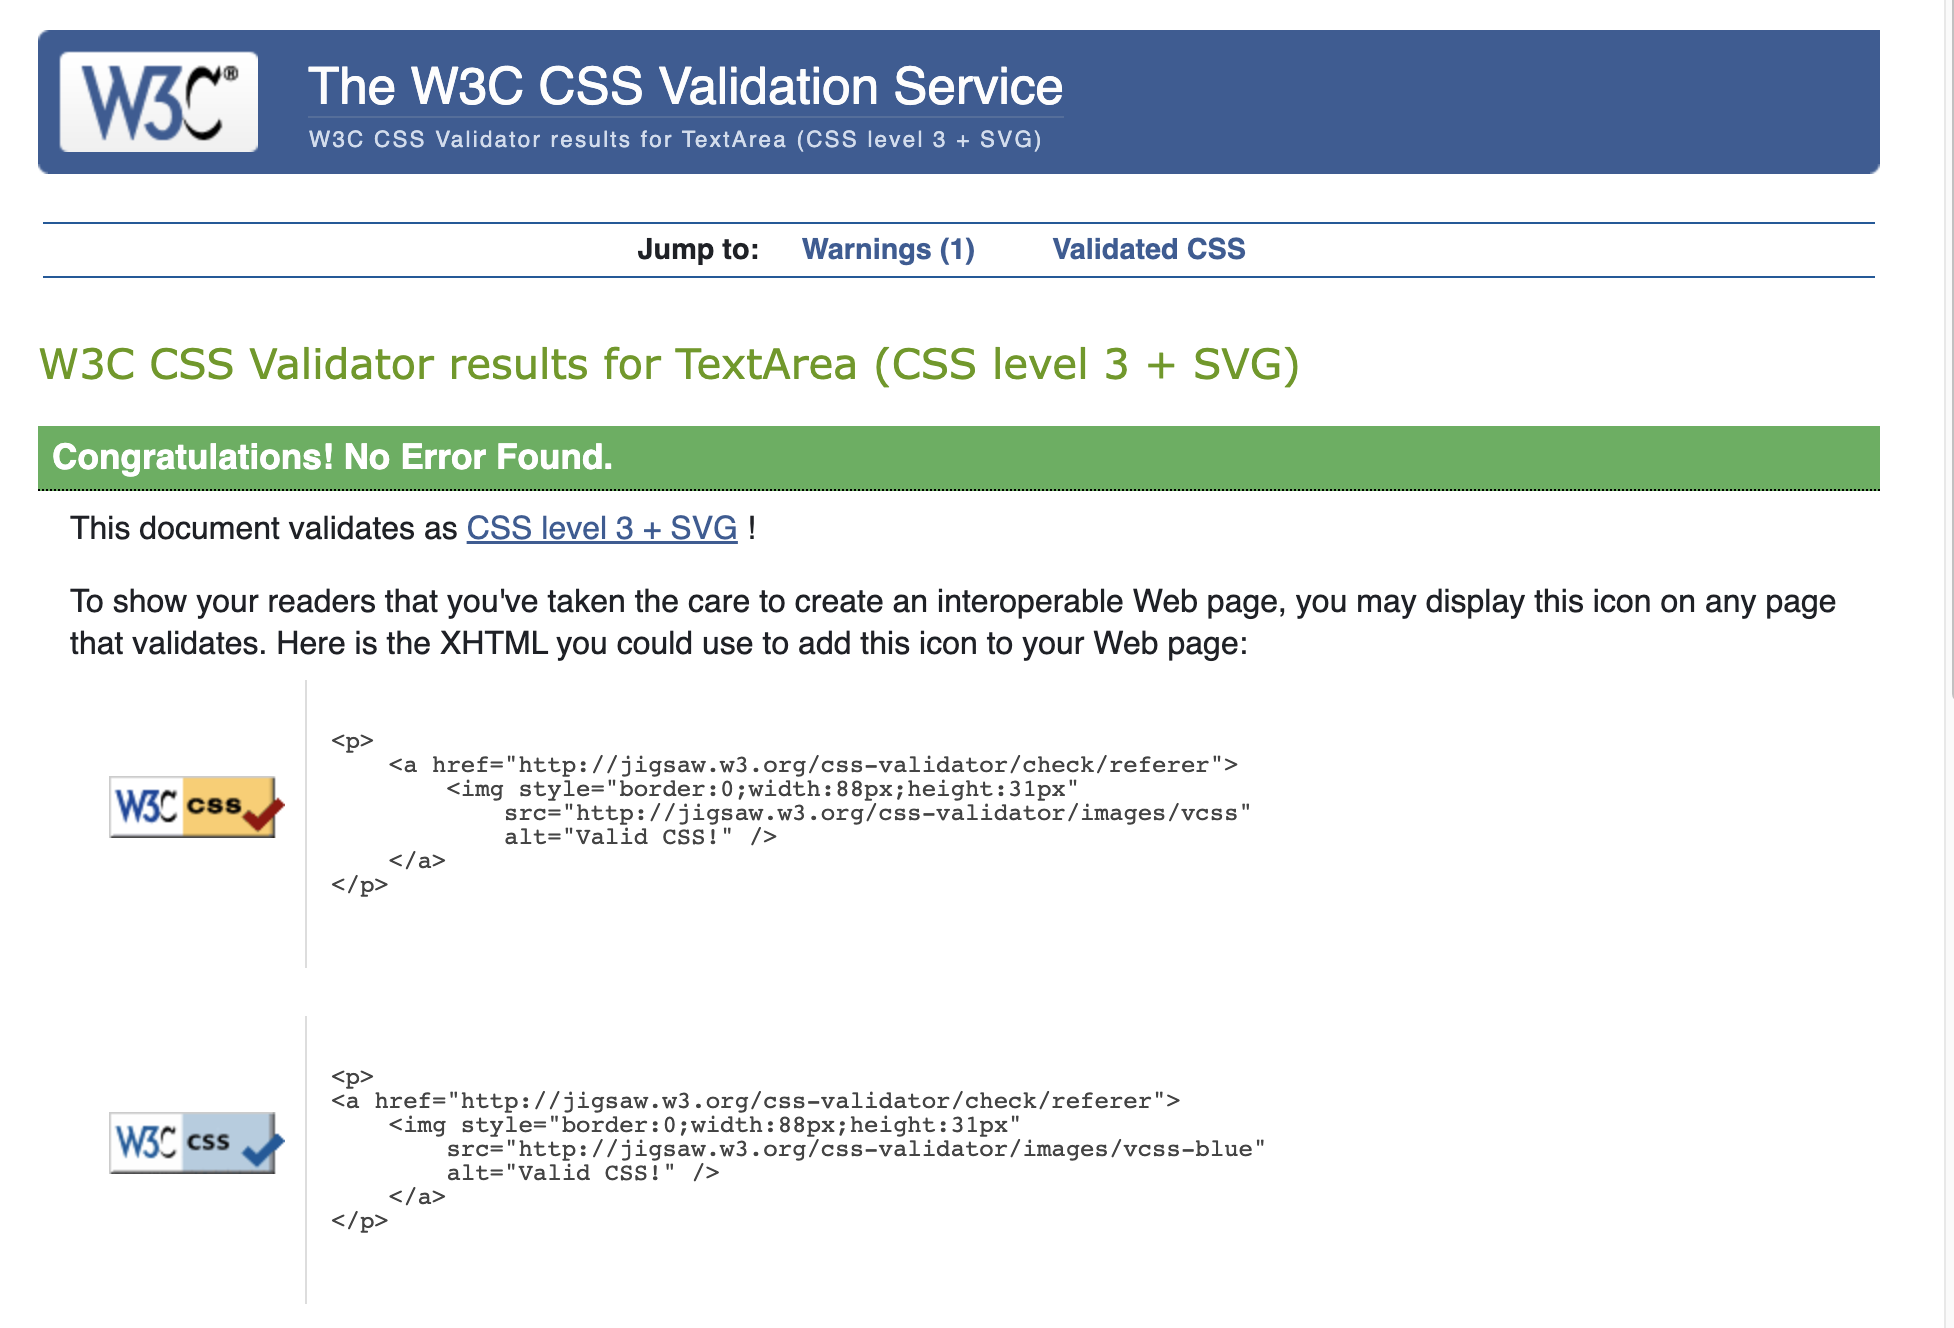 W3C®
The W3C CSS Validation Service
W3C CSS Validator results for TextArea (CSS level 3 + SVG)
Jump to: Warnings (1) Validated CSS
W3C CSS Validator results for TextArea (CSS level 3 + SVG)
Congratulations! No Error Found.
This document validates as CSS level 3 + SVG !
To show your readers that you've taken the care to create an interoperable Web page, you may display this icon on any page
that validates. Here is the XHTML you could use to add this icon to your Web page:
W3C css
<p>
    <a href="http://jigsaw.w3.org/css-validator/check/referer">
        <img style="border:0;width:88px;height:31px"
            src="http://jigsaw.w3.org/css-validator/images/vcss"
            alt="Valid CSS!" />
    </a>
</p>
W3C css
<p>
<a href="http://jigsaw.w3.org/css-validator/check/referer">
    <img style="border:0;width:88px;height:31px"
        src="http://jigsaw.w3.org/css-validator/images/vcss-blue"
        alt="Valid CSS!" />
    </a>
</p>